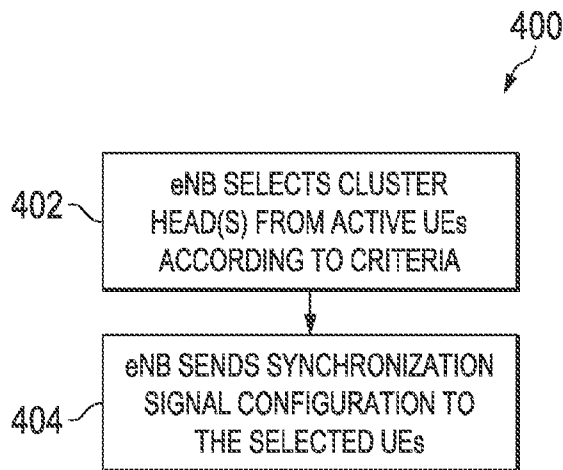 400
402
eNB SELECTS CLUSTER
HEAD(S) FROM ACTIVE UEs
ACCORDING TO CRITERIA
404
eNB SENDS SYNCHRONIZATION
SIGNAL CONFIGURATION TO
THE SELECTED UEs